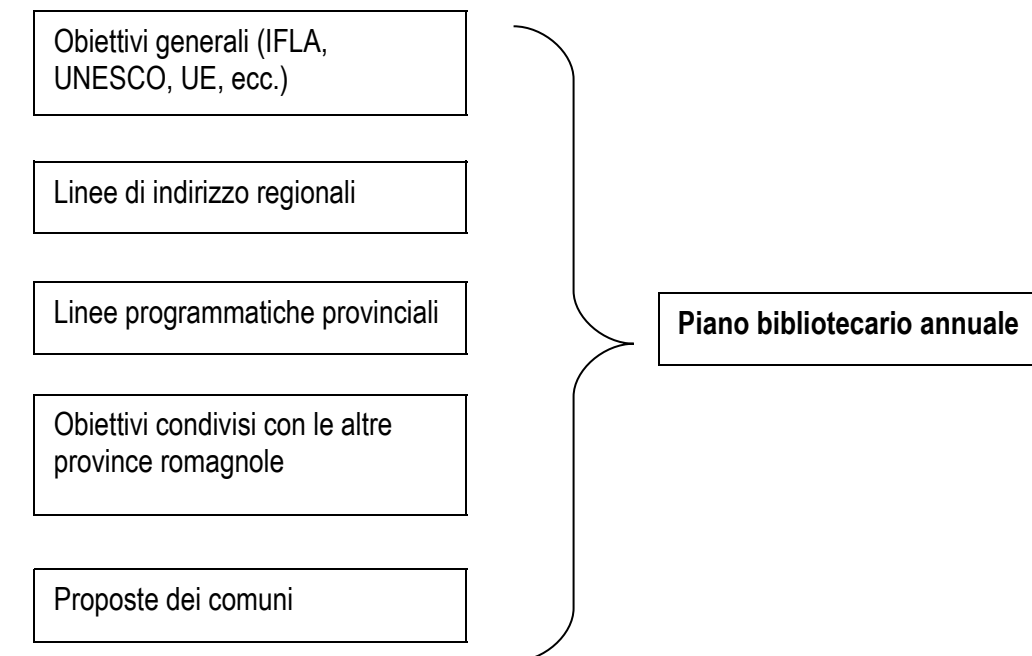 Obiettivi generali (IFLA,
UNESCO, UE, ecc.)
Linee di indirizzo regionali
Linee programmatiche provinciali
Obiettivi condivisi con le altre
province romagnole
Proposte dei comuni
Piano bibliotecario annuale